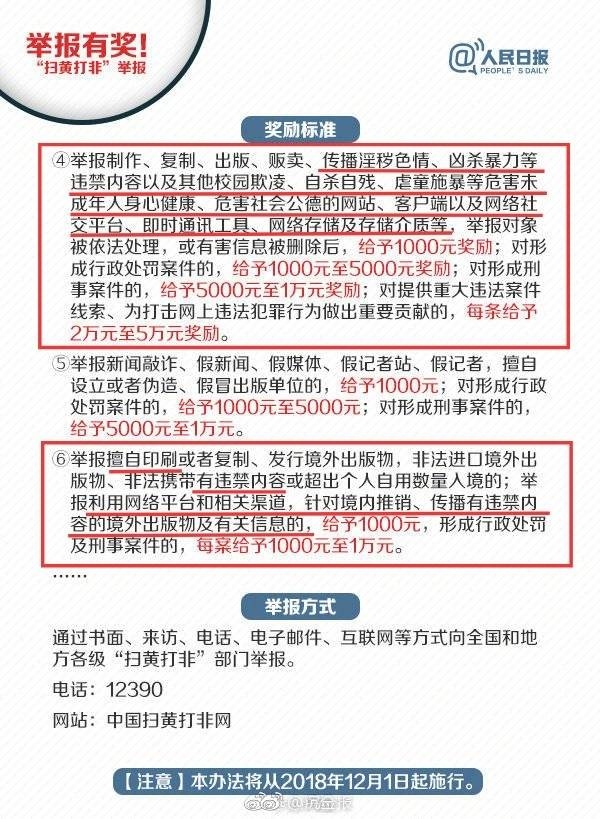 举报有奖!
“扫黄打非”举报
@人民日报
PEOPLE'S DAILY
奖励标准
④举报制作、复制、出版、贩卖、传播淫秽色情、凶杀暴力等
违禁内容以及其他校园欺凌、自杀自残、虐童施暴等危害未
成年人身心健康、危害社会公德的网站、客户端以及网络社
交平台、即时通讯工具、网络存储及存储介质等，举报对象
被依法处理，或有害信息被删除后，给予1000元奖励；对形
成行政处罚案件的，给予1000元至5000元奖励；对形成刑
事案件的，给予5000元至1万元奖励；对提供重大违法案件
线索、为打击网上违法犯罪行为做出重要贡献的，每条给予
2万元至5万元奖励。
⑤举报新闻敲诈、假新闻、假媒体、假记者站、假记者，擅自
设立或者伪造、假冒出版单位的，给予1000元；对形成行政
处罚案件的，给予1000元至5000元；对形成刑事案件的，
给予5000元至1万元。
⑥举报擅自印刷或者复制、发行境外出版物，非法进口境外出
版物、非法携带有违禁内容或超出个人自用数量入境的；举
报利用网络平台和相关渠道，针对境内推销、传播有违禁内
容的境外出版物及有关信息的，给予1000元，形成行政处罚
及刑事案件的，每案给予1000元至1万元。
……
举报方式
通过书面、来访、电话、电子邮件、互联网等方式向全国和地
方各级“扫黄打非”部门举报。
电话：12390
网站：中国扫黄打非网
【注意】本办法将从2018年12月1日起施行。